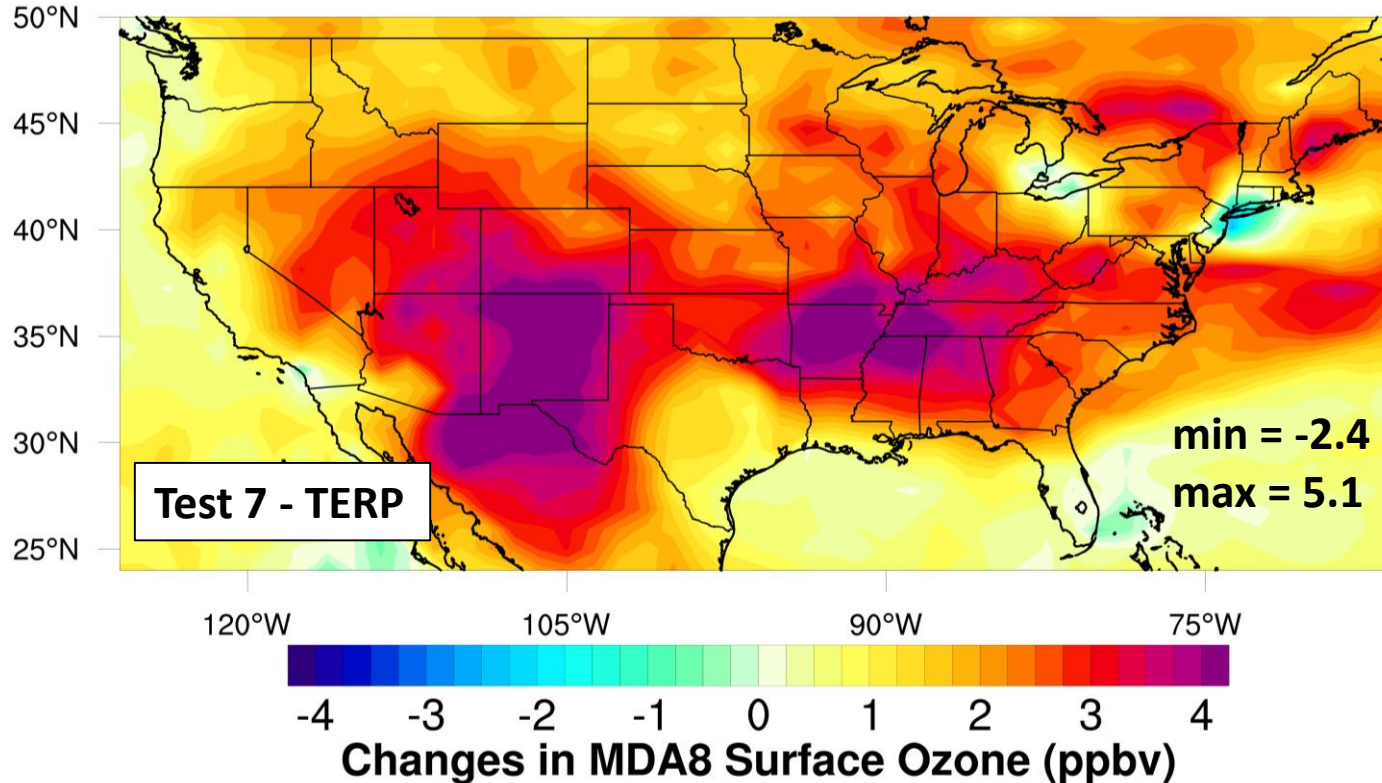 50°N
45°N
40°N
35°N
30°N
25°N
min = -2.4
max = 5.1
Test 7 - TERP
120°W 105°W 90°W 75°W
-4 -3 -2 -1 0 1 2 3 4
Changes in MDA8 Surface Ozone (ppbv)